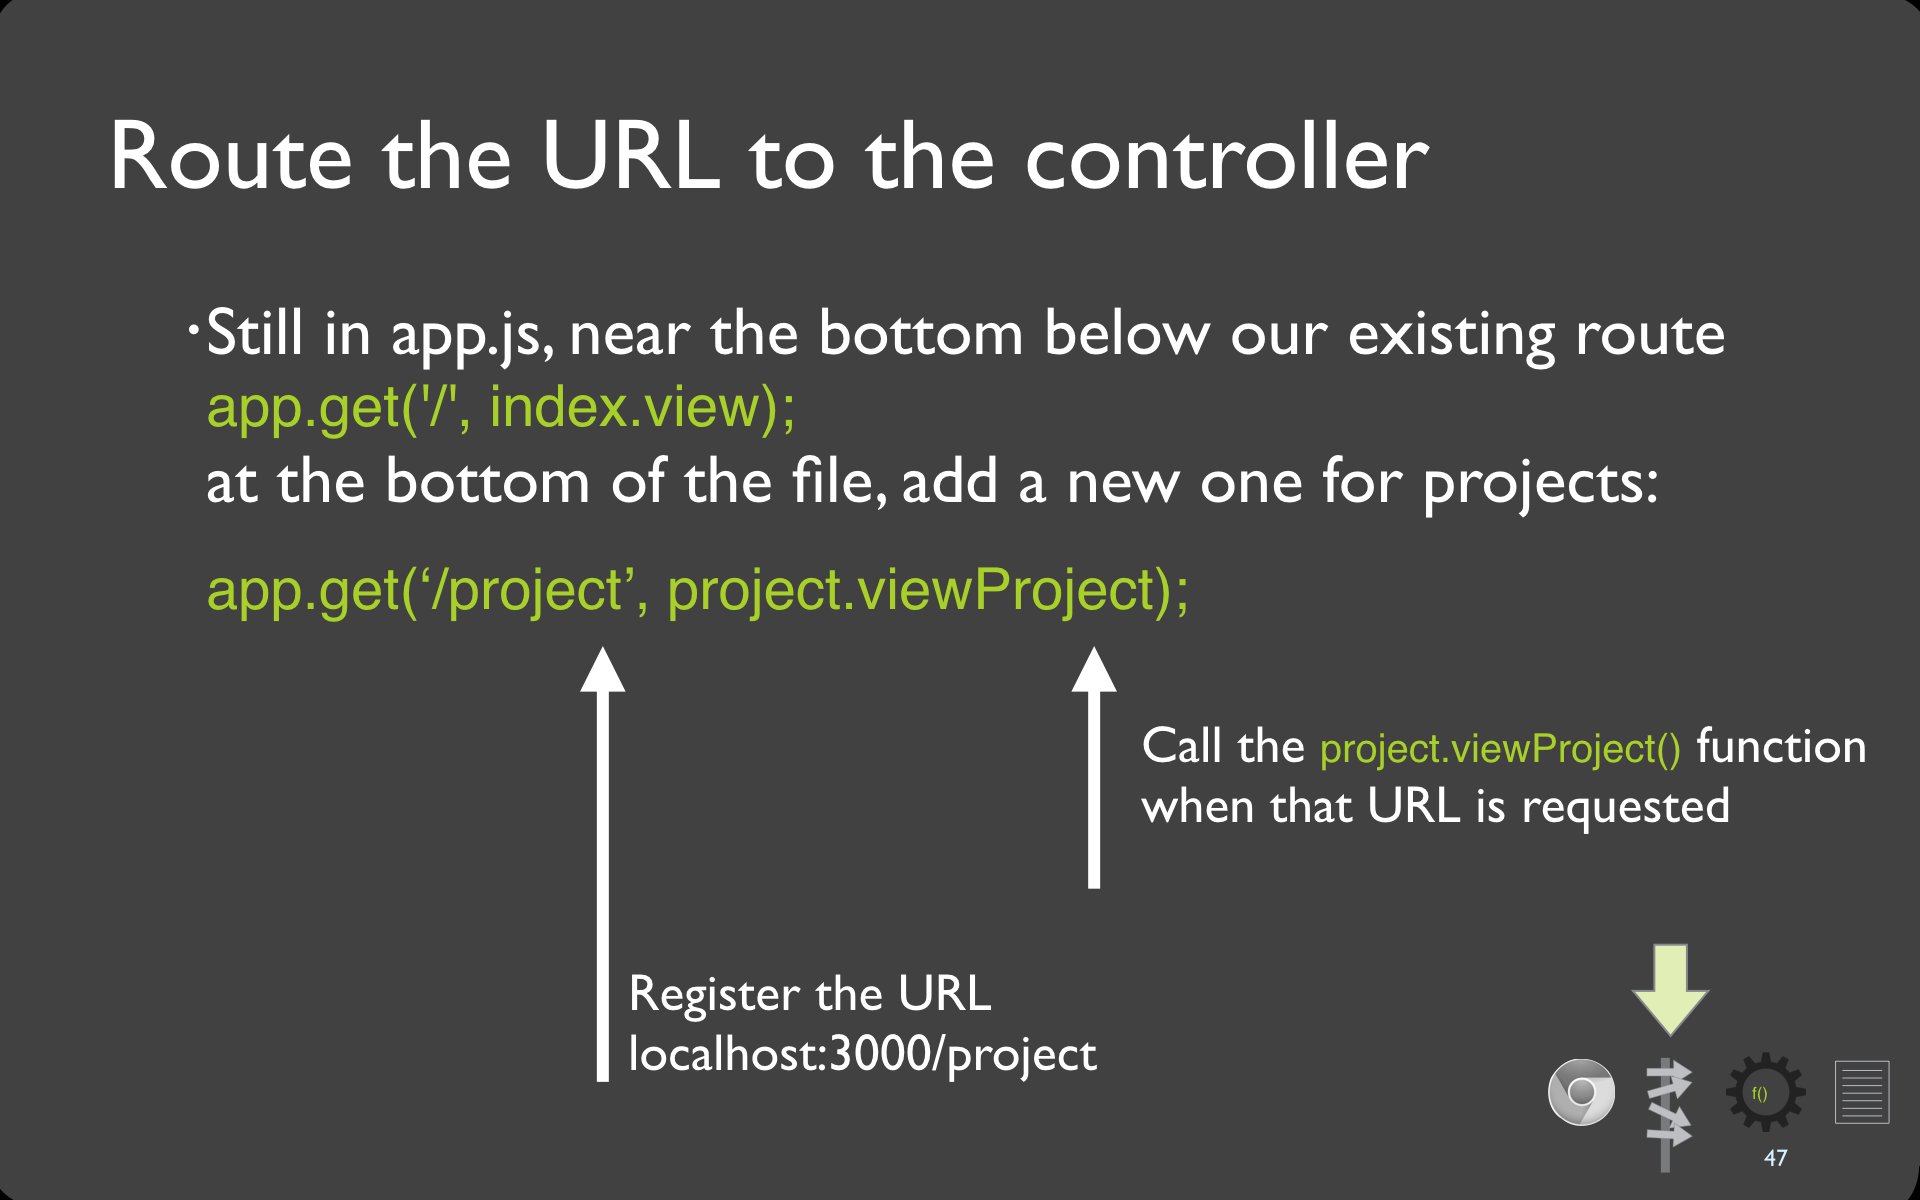 Route the URL to the controller
• Still in app.js, near the bottom below our existing route
app.get('/', index.view);
at the bottom of the file, add a new one for projects:
app.get(‘/project’, project.viewProject);
Call the project.viewProject() function
when that URL is requested
Register the URL
localhost:3000/project
f()
47